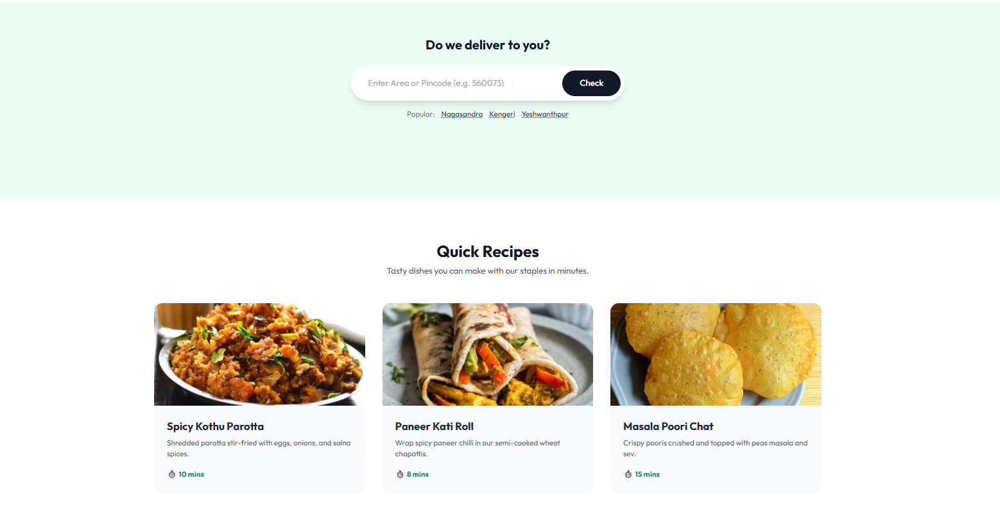 Do we deliver to you?
Enter Area or Pincode (e.g. 560073)
Check
Popular: Nagasandra Kengeri Yeshwanthpur
Quick Recipes
Tasty dishes you can make with our staples in minutes.
Spicy Kothu Parotta
Shredded parotta stir-fried with eggs, onions, and salna
spices.
⏱ 10 mins
Paneer Kati Roll
Wrap spicy paneer chilli in our semi-cooked wheat
chapattis.
⏱ 8 mins
Masala Poori Chat
Crispy pooris crushed and topped with peas masala and
sev.
⏱ 15 mins